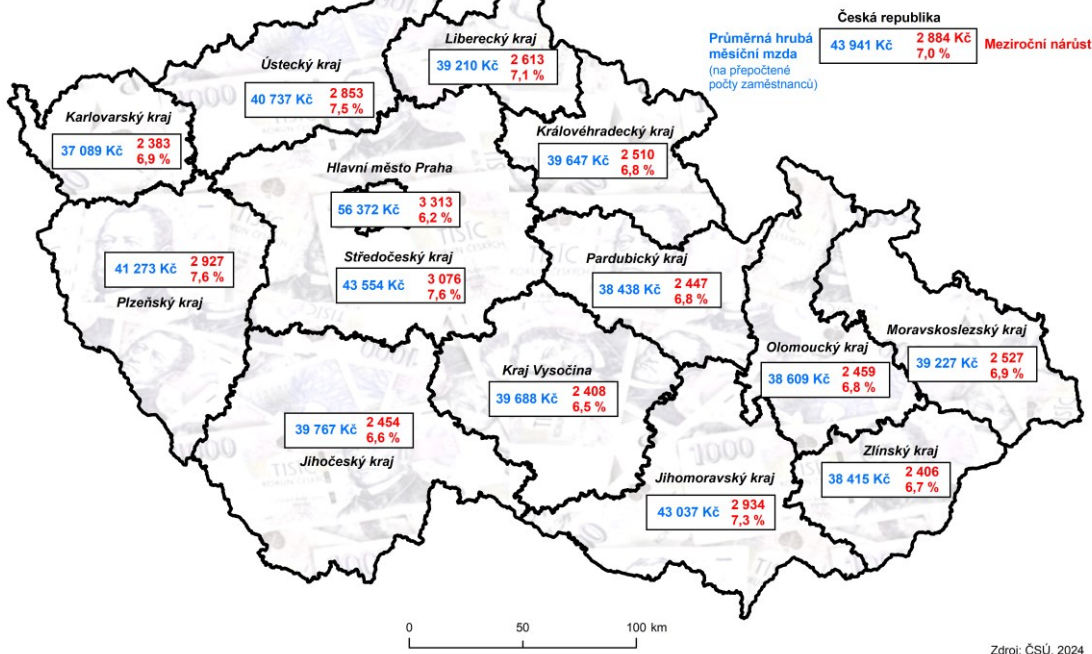 Česká republika
Průměrná hrubá
měsíční mzda
(na přepočtené
počty zaměstnanců)
43 941 Kč
2 884 Kč
7,0 %
Meziroční nárůst
Liberecký kraj
39 210 Kč
2 613
7,1 %
Ústecký kraj
40 737 Kč
2 853
7,5 %
Karlovarský kraj
37 089 Kč
2 383
6,9 %
Královéhradecký kraj
39 647 Kč
2 510
6,8 %
Hlavní město Praha
56 372 Kč
3 313
6,2 %
Středočeský kraj
43 554 Kč
3 076
7,6 %
41 273 Kč
2 927
7,6 %
Plzeňský kraj
Pardubický kraj
38 438 Kč
2 447
6,8 %
Moravskoslezský kraj
39 227 Kč
2 527
6,9 %
Olomoucký kraj
38 609 Kč
2 459
6,8 %
Kraj Vysočina
39 688 Kč
2 408
6,5 %
39 767 Kč
2 454
6,6 %
Jihočeský kraj
Zlínský kraj
38 415 Kč
2 406
6,7 %
Jihomoravský kraj
43 037 Kč
2 934
7,3 %
0 50 100 km
Zdroj: ČSÚ, 2024